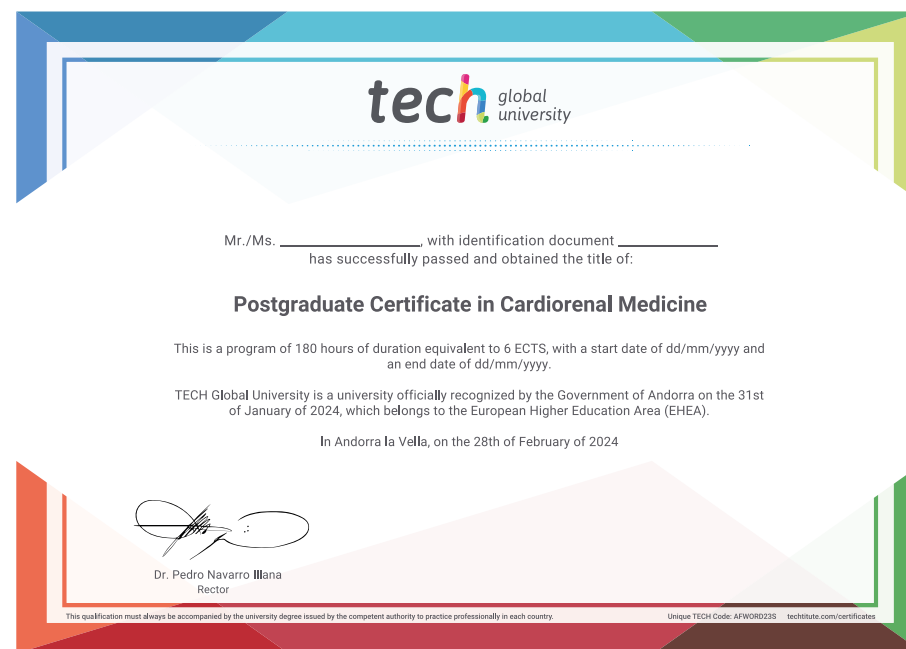 tech global
university
Mr./Ms. ____________________, with identification document ______________
has successfully passed and obtained the title of:
Postgraduate Certificate in Cardiorenal Medicine
This is a program of 180 hours of duration equivalent to 6 ECTS, with a start date of dd/mm/yyyy and
an end date of dd/mm/yyyy.
TECH Global University is a university officially recognized by the Government of Andorra on the 31st
of January of 2024, which belongs to the European Higher Education Area (EHEA).
In Andorra la Vella, on the 28th of February of 2024
Dr. Pedro Navarro Illana
Rector
This qualification must always be accompanied by the university degree issued by the competent authority to practice professionally in each country.
Unique TECH Code: AFWORD23S techtitute.com/certificates